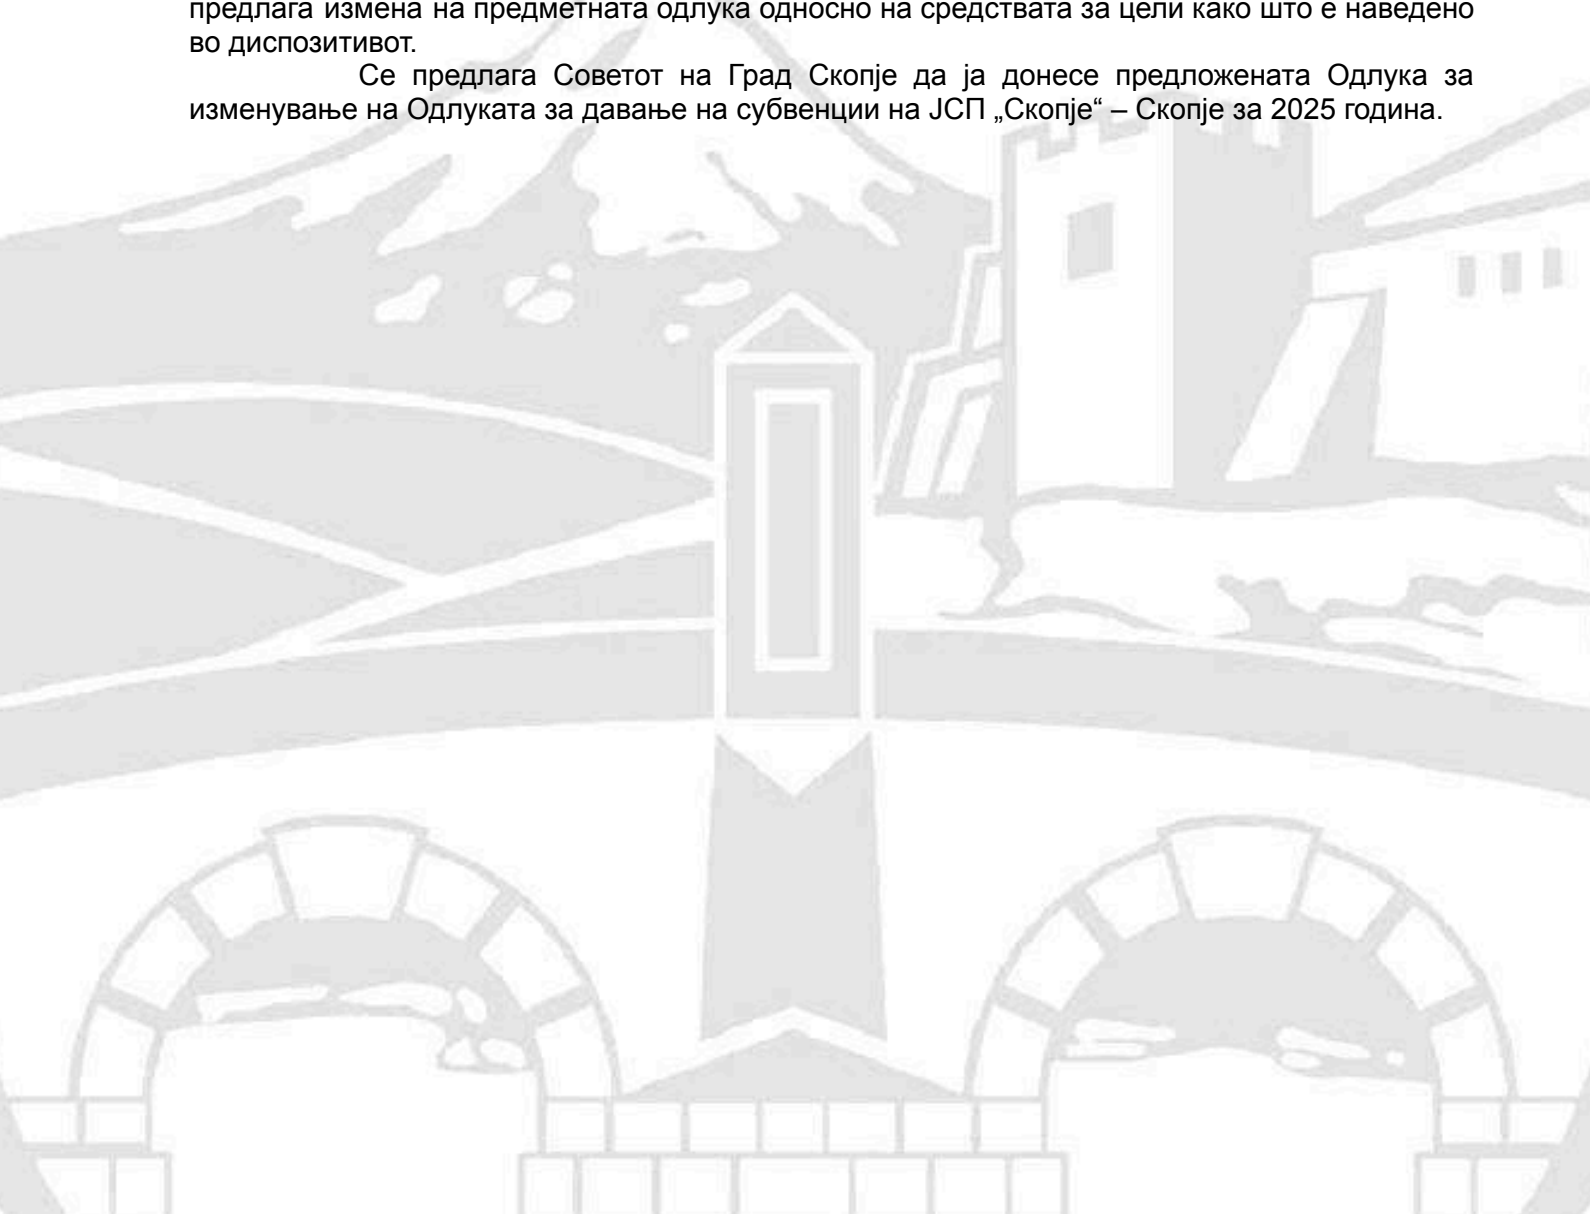 предлага измена на предметната одлука односно на средствата за цели како што е наведено
во диспозитивот.
Се предлага Советот на Град Скопје да ја донесе предложената Одлука за
изменување на Одлуката за давање на субвенции на ЈСП „Скопје“ – Скопје за 2025 година.